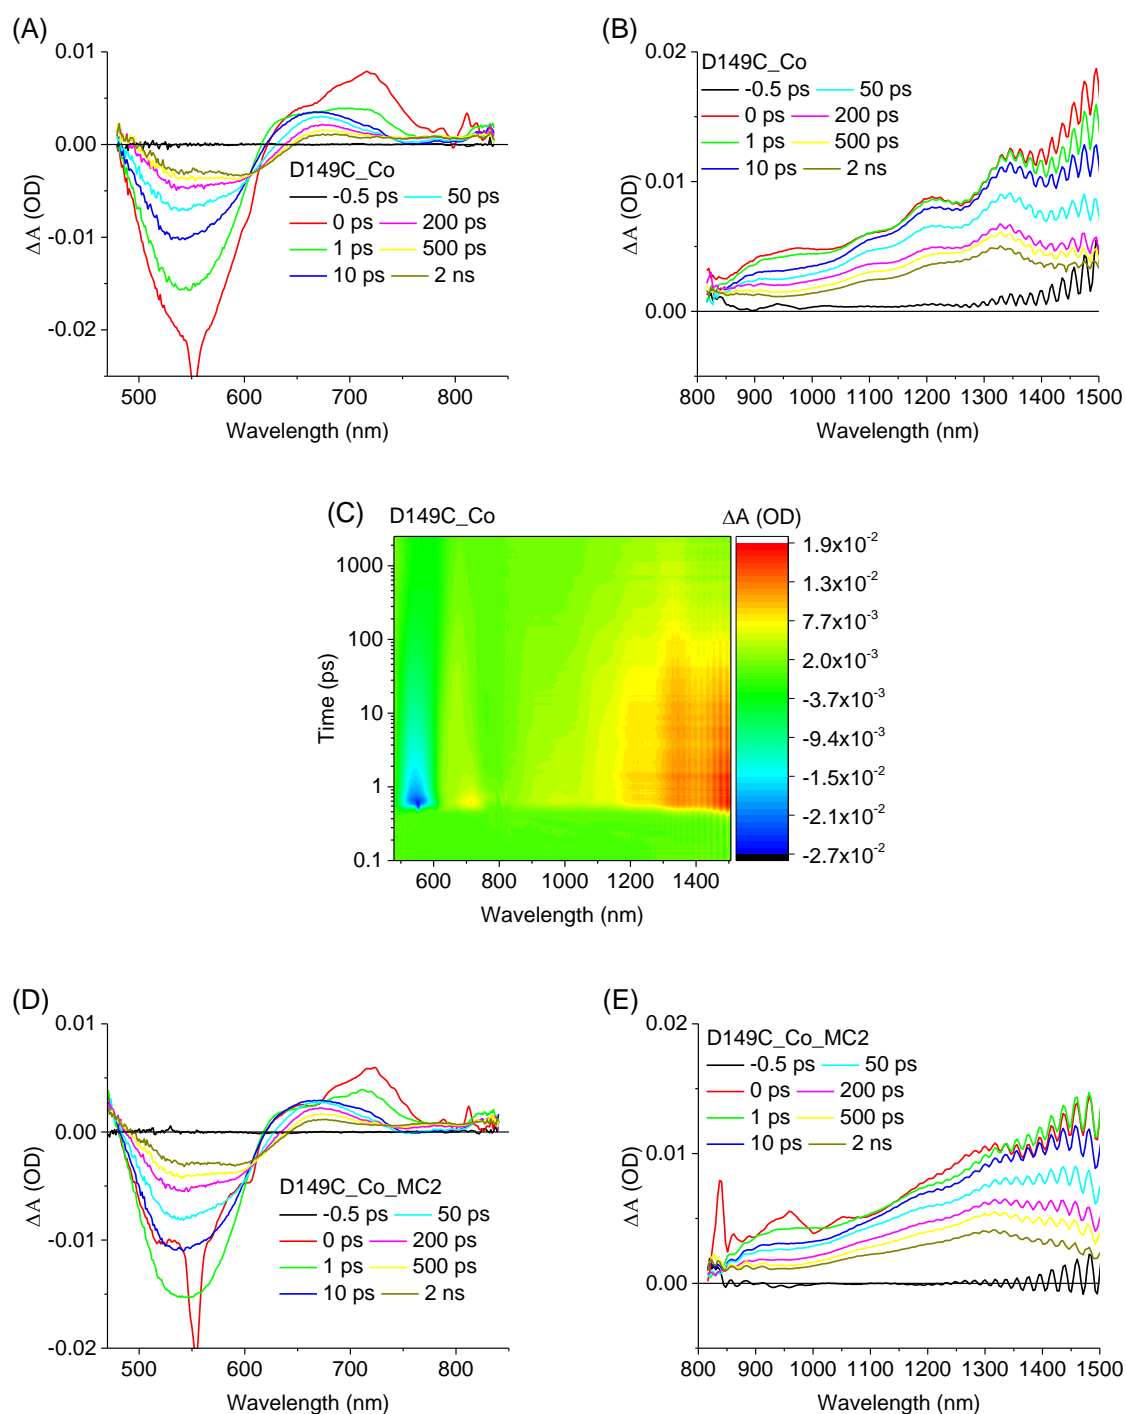 (A)
0.01
0.00
-0.01
-0.02
ΔA (OD)
D149C_Co
-0.5 ps 50 ps
0 ps 200 ps
1 ps 500 ps
10 ps 2 ns
500 600 700 800
Wavelength (nm)
(B)
0.02
0.01
0.00
ΔA (OD)
D149C_Co
-0.5 ps 50 ps
0 ps 200 ps
1 ps 500 ps
10 ps 2 ns
800 900 1000 1100 1200 1300 1400 1500
Wavelength (nm)
(C) D149C_Co ΔA (OD)
1000
100
10
1
0.1
Time (ps)
600 800 1000 1200 1400
Wavelength (nm)
1.9x10⁻²
1.3x10⁻²
7.7x10⁻³
2.0x10⁻³
-3.7x10⁻³
-9.4x10⁻³
-1.5x10⁻²
-2.1x10⁻²
-2.7x10⁻²
(D)
0.01
0.00
-0.01
-0.02
ΔA (OD)
D149C_Co_MC2
-0.5 ps 50 ps
0 ps 200 ps
1 ps 500 ps
10 ps 2 ns
500 600 700 800
Wavelength (nm)
(E)
0.02
0.01
0.00
ΔA (OD)
D149C_Co_MC2
-0.5 ps 50 ps
0 ps 200 ps
1 ps 500 ps
10 ps 2 ns
800 900 1000 1100 1200 1300 1400 1500
Wavelength (nm)